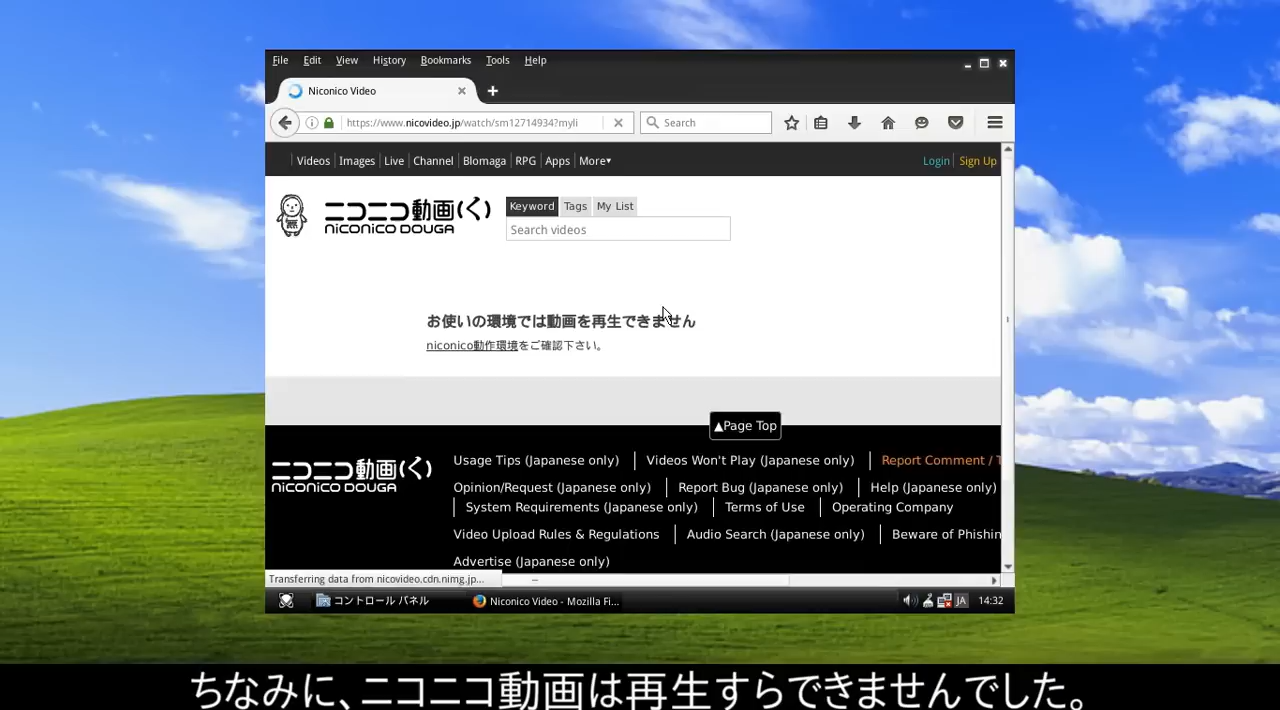 File Edit View History Bookmarks Tools Help
Niconico Video
https://www.nicovideo.jp/watch/sm12714934?myli
Search
Videos Images Live Channel Blomaga RPG Apps More▾ Login Sign Up
ニコニコ動画(く)
NICONICO DOUGA
Keyword Tags My List
Search videos
お使いの環境では動画を再生できません
niconico動作環境をご確認下さい。
▲Page Top
ニコニコ動画(く)
NICONICO DOUGA
Usage Tips (Japanese only) Videos Won't Play (Japanese only) Report Comment / T
Opinion/Request (Japanese only) Report Bug (Japanese only) Help (Japanese only)
System Requirements (Japanese only) Terms of Use Operating Company
Video Upload Rules & Regulations Audio Search (Japanese only) Beware of Phishin
Advertise (Japanese only)
Transferring data from nicovideo.cdn.nimg.jp...
コントロール パネル Niconico Video - Mozilla Fi... JA 14:32
ちなみに、ニコニコ動画は再生すらできませんでした。